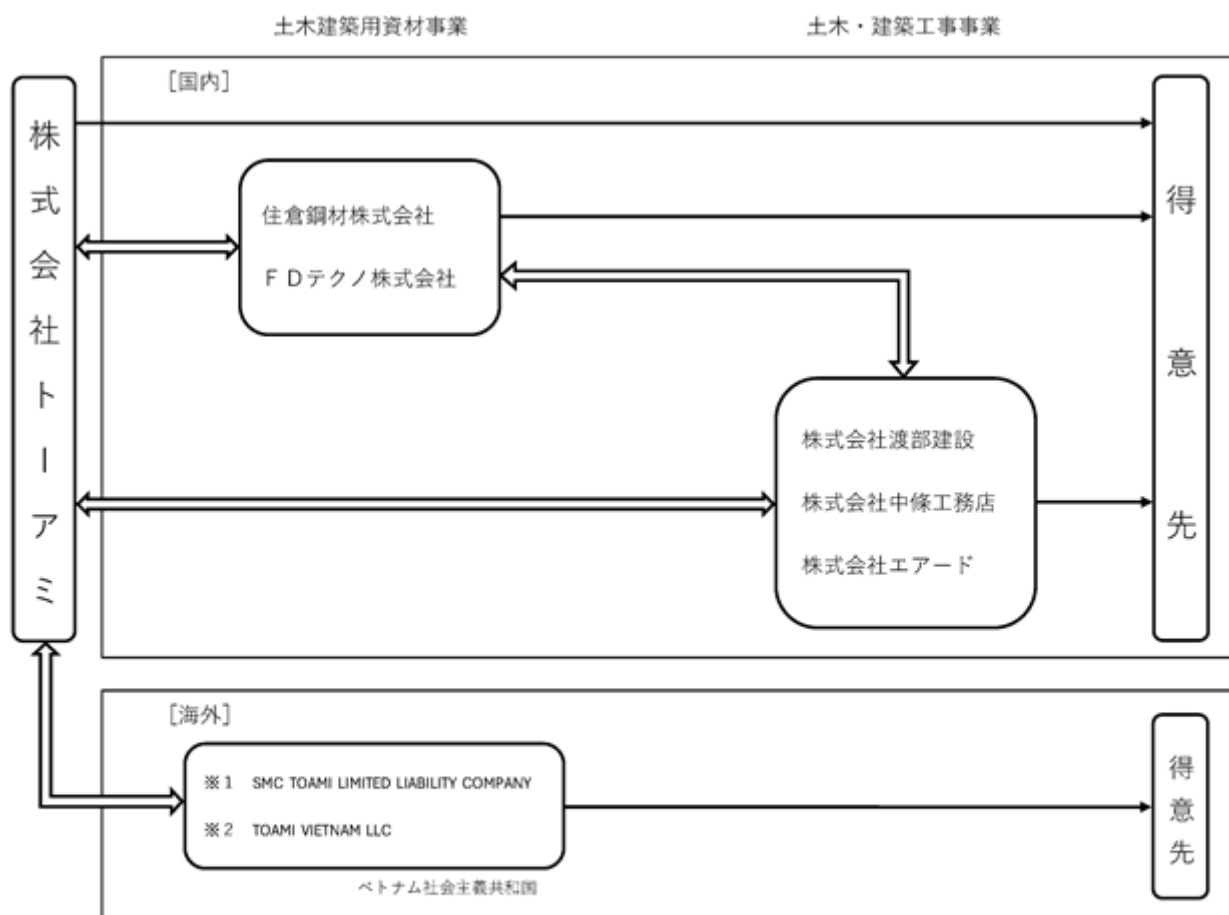 土木建築用資材事業
土木・建築工事事業
[国内]
株式会社トーアミ
住倉鋼材株式会社
ＦＤテクノ株式会社
株式会社渡部建設
株式会社中條工務店
株式会社エアード
得意先
[海外]
※1 SMC TOAMI LIMITED LIABILITY COMPANY
※2 TOAMI VIETNAM LLC
ベトナム社会主義共和国
得意先